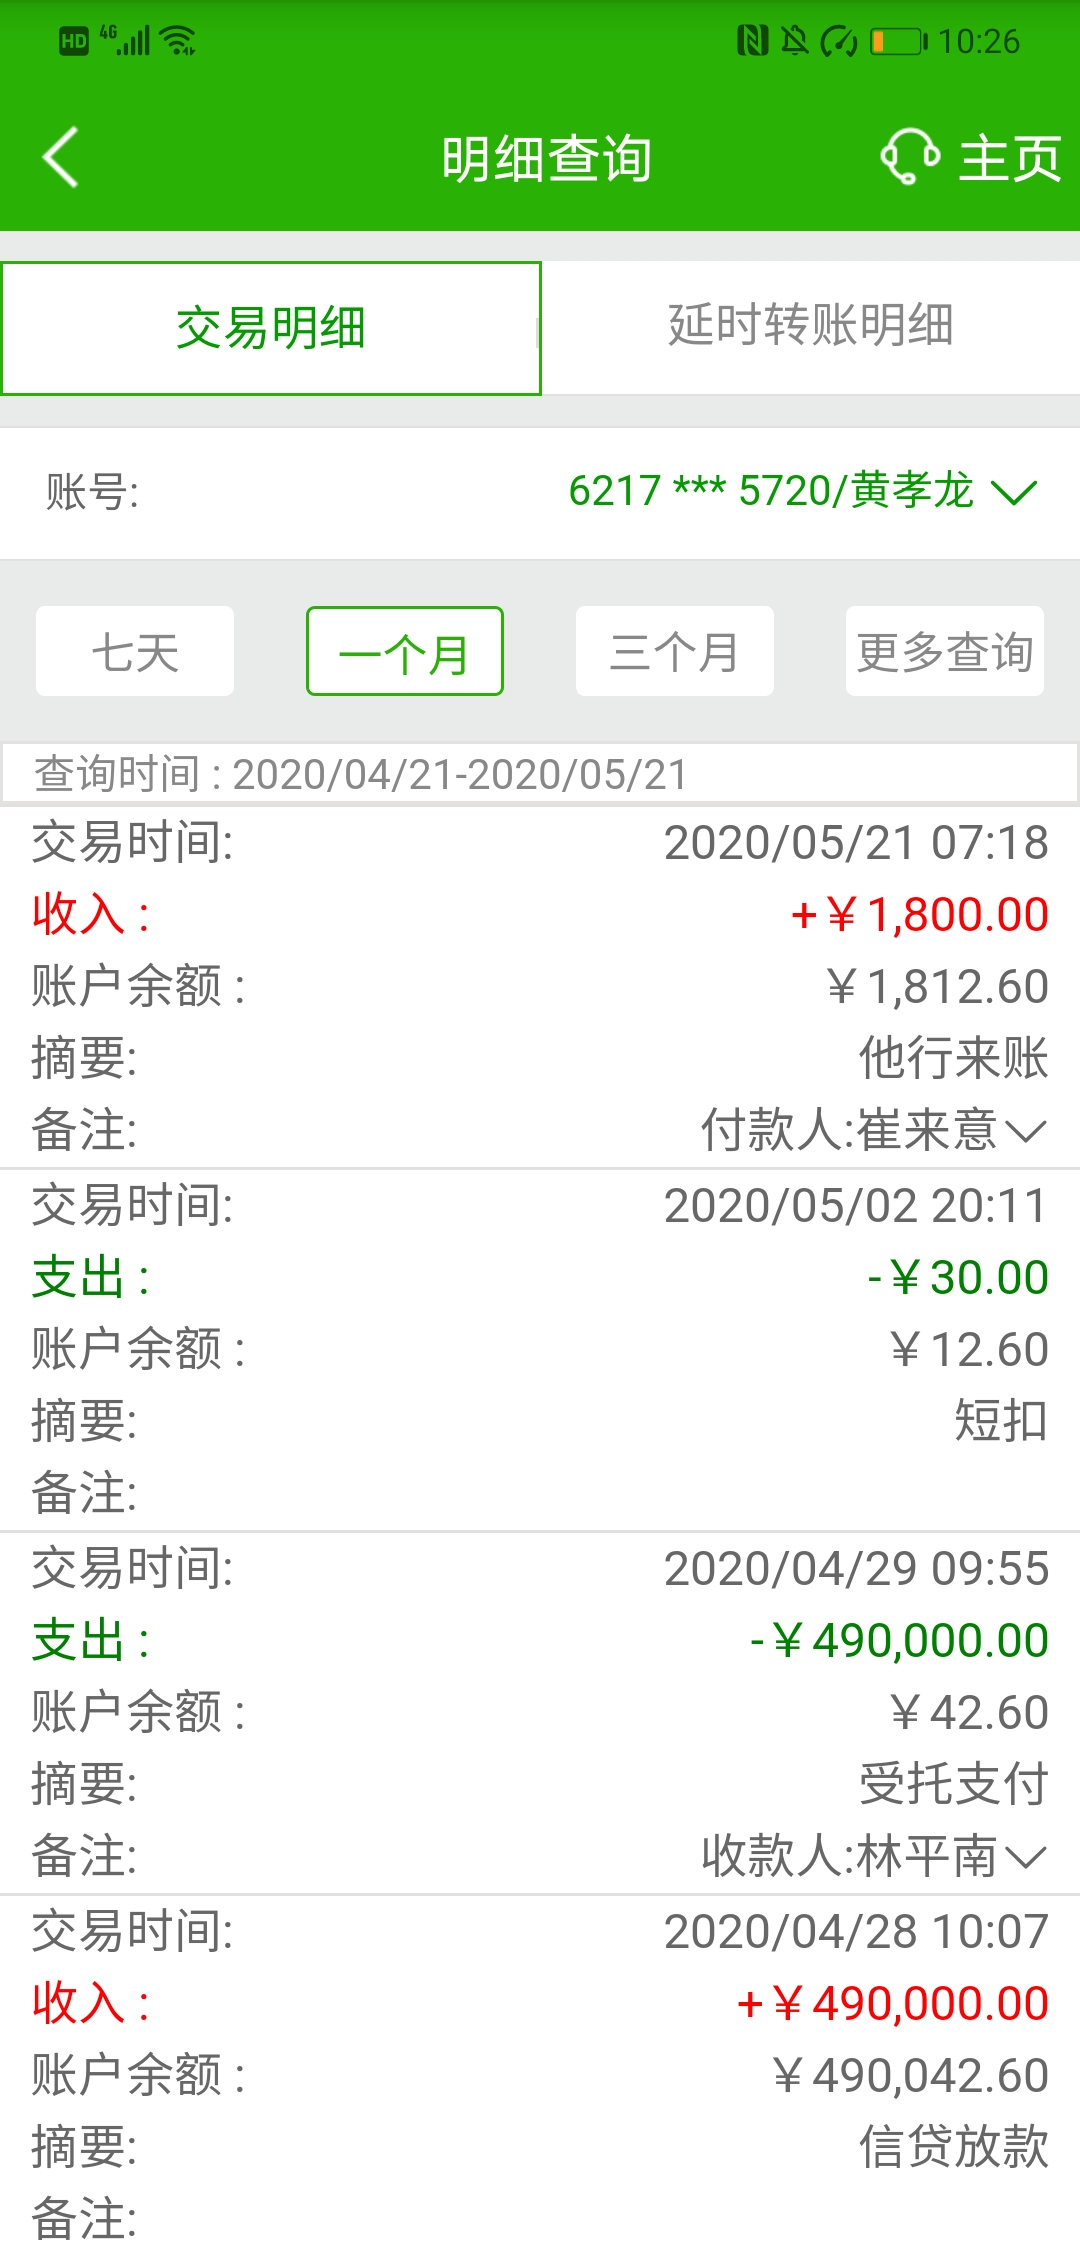 HD 4G 10:26
明细查询 主页
交易明细 延时转账明细
账号: 6217 *** 5720/黄孝龙
七天 一个月 三个月 更多查询
查询时间 : 2020/04/21-2020/05/21
交易时间: 2020/05/21 07:18
收入 : +￥1,800.00
账户余额 : ￥1,812.60
摘要: 他行来账
备注: 付款人:崔来意
交易时间: 2020/05/02 20:11
支出 : -￥30.00
账户余额 : ￥12.60
摘要: 短扣
备注:
交易时间: 2020/04/29 09:55
支出 : -￥490,000.00
账户余额 : ￥42.60
摘要: 受托支付
备注: 收款人:林平南
交易时间: 2020/04/28 10:07
收入 : +￥490,000.00
账户余额 : ￥490,042.60
摘要: 信贷放款
备注: